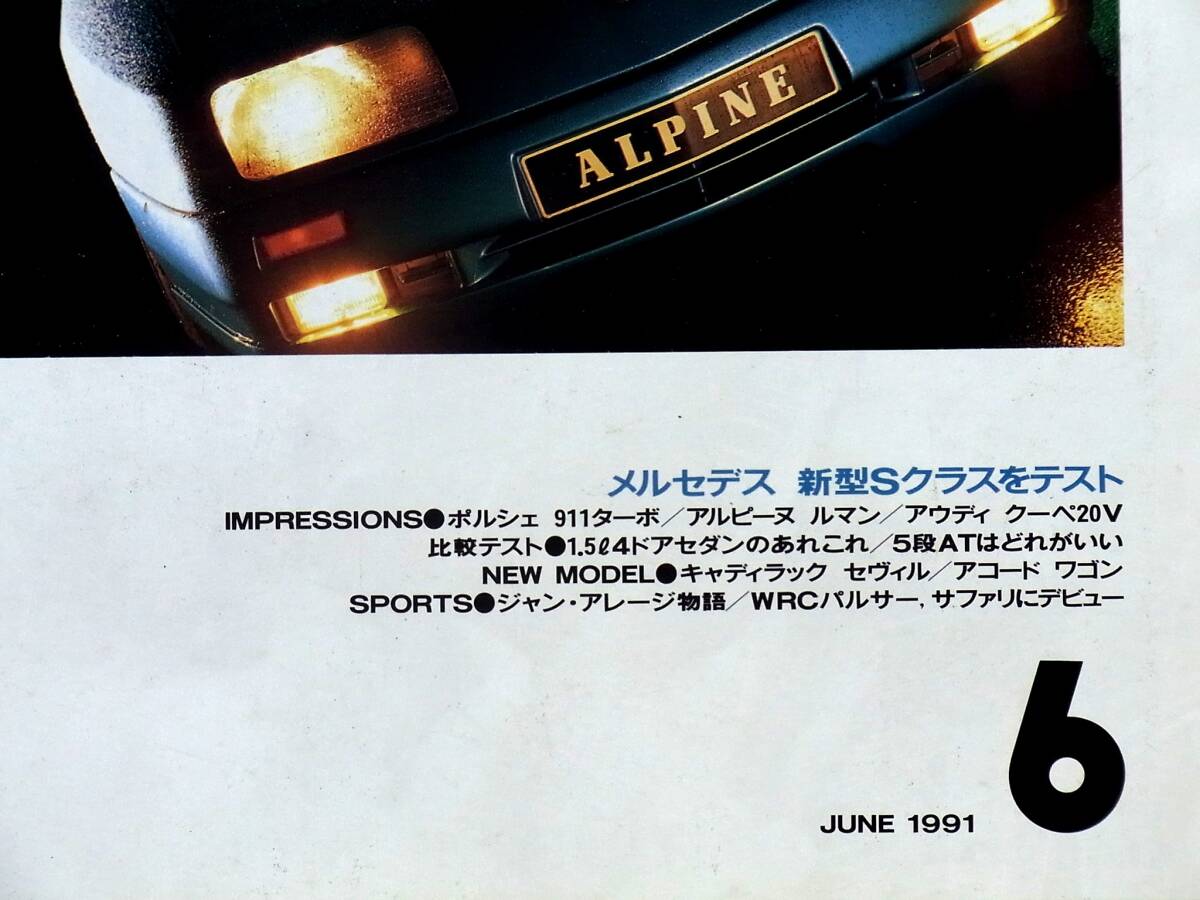 ALPINE
メルセデス 新型Sクラスをテスト
IMPRESSIONS●ポルシェ 911ターボ/アルピーヌ ルマン/アウディ クーペ20V
比較テスト●1.5ℓ4ドアセダンのあれこれ/5段ATはどれがいい
NEW MODEL●キャディラック セヴィル/アコード ワゴン
SPORTS●ジャン・アレージ物語/WRCパルサー, サファリにデビュー
6
JUNE 1991